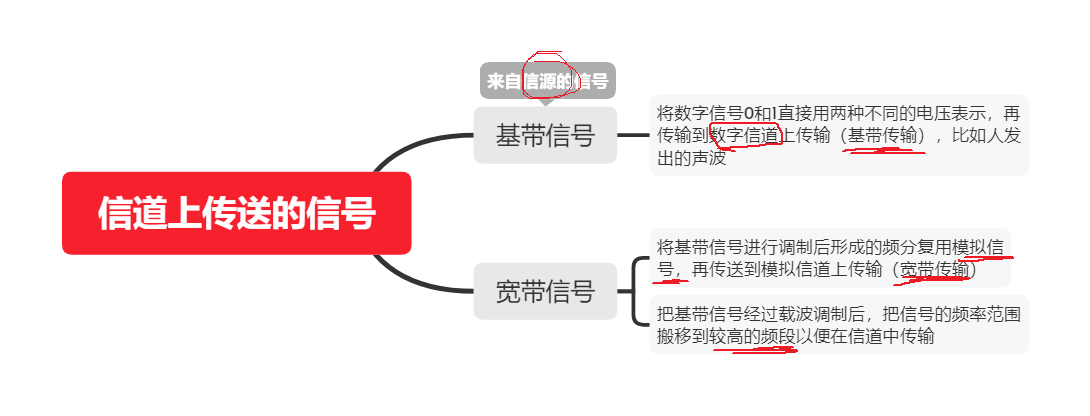 来自信源的信号
基带信号
将数字信号0和1直接用两种不同的电压表示，再
传输到数字信道上传输（基带传输），比如人发
出的声波
信道上传送的信号
宽带信号
将基带信号进行调制后形成的频分复用模拟信
号，再传送到模拟信道上传输（宽带传输）
把基带信号经过载波调制后，把信号的频率范围
搬移到较高的频段以便在信道中传输